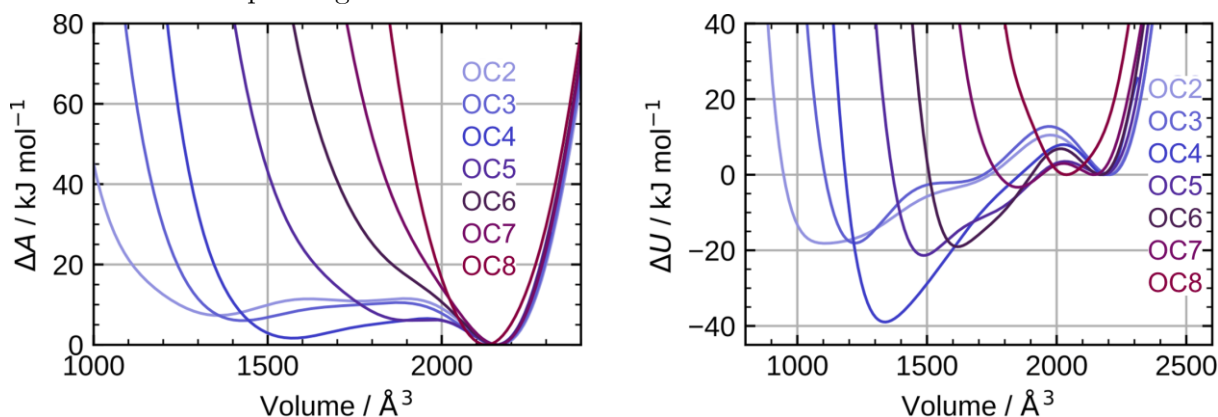 80
60
40
20
0
ΔA / kJ mol⁻¹
OC2
OC3
OC4
OC5
OC6
OC7
OC8
1000 1500 2000
Volume / Å³
40
20
0
−20
−40
ΔU / kJ mol⁻¹
OC2
OC3
OC4
OC5
OC6
OC7
OC8
1000 1500 2000 2500
Volume / Å³